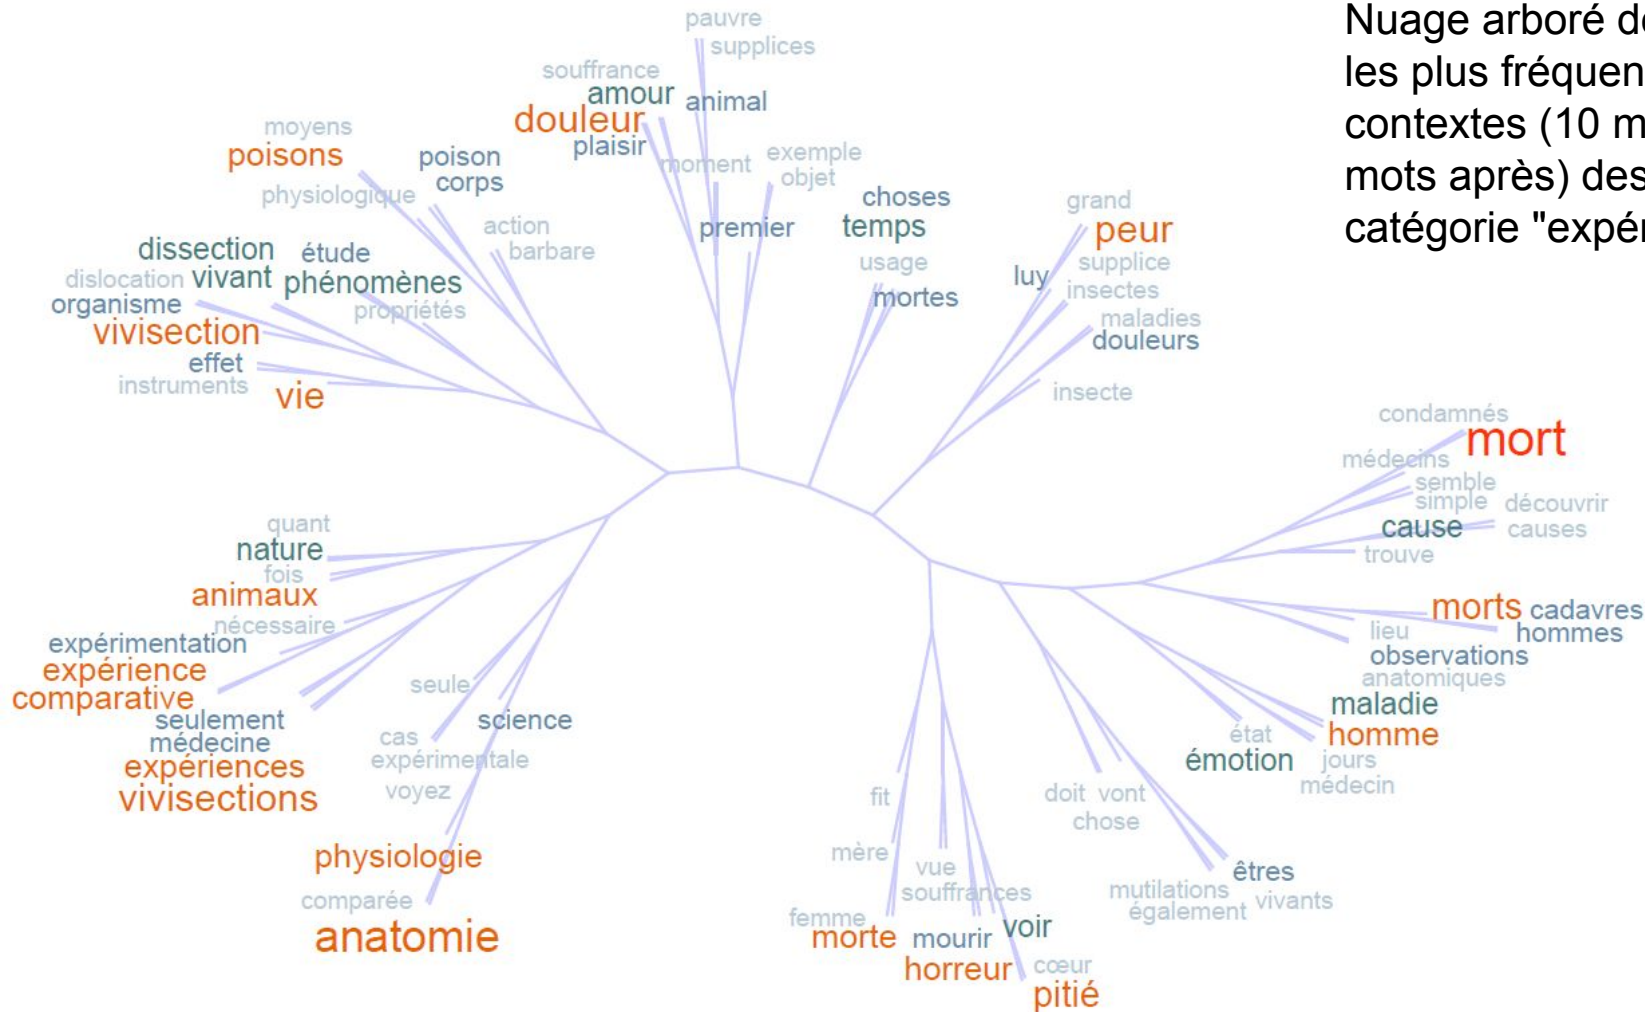 Nuage arboré de
les plus fréquen
contextes (10 m
mots après) des
catégorie "expér
pauvre
supplices
souffrance
amour
animal
douleur
plaisir
moment
exemple
objet
premier
moyens
poisons
poison
corps
physiologique
action
barbare
dissection
étude
dislocation
vivant
phénomènes
organisme
propriétés
vivisection
effet
instruments
vie
choses
temps
usage
mortes
grand
peur
luy
supplice
insectes
maladies
douleurs
insecte
condamnés
mort
médecins
semble
simple
découvrir
cause
causes
trouve
morts
cadavres
lieu
hommes
observations
anatomiques
maladie
état
homme
émotion
jours
médecin
quant
nature
fois
animaux
nécessaire
expérimentation
expérience
comparative
seulement
médecine
expériences
vivisections
seule
science
cas
expérimentale
voyez
physiologie
comparée
anatomie
fit
mère
vue
souffrances
femme
morte
mourir
voir
horreur
cœur
pitié
doit
vont
chose
êtres
mutilations
vivants
également